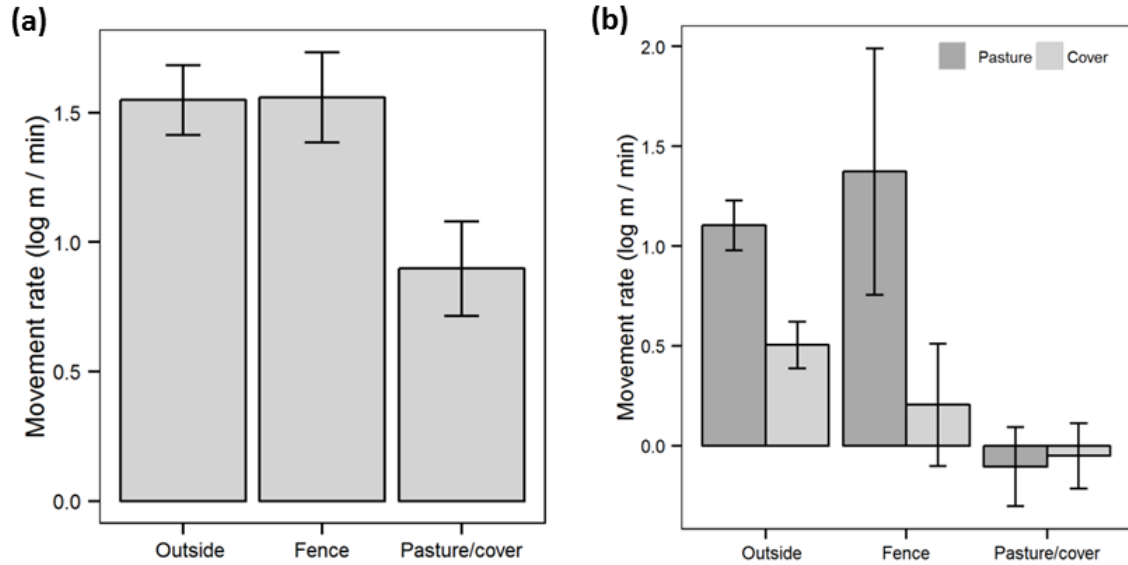 (a)
Movement rate (log m / min)
1.5
1.0
0.5
0.0
Outside Fence Pasture/cover
(b)
Movement rate (log m / min)
2.0
1.5
1.0
0.5
0.0
Pasture Cover
Outside Fence Pasture/cover